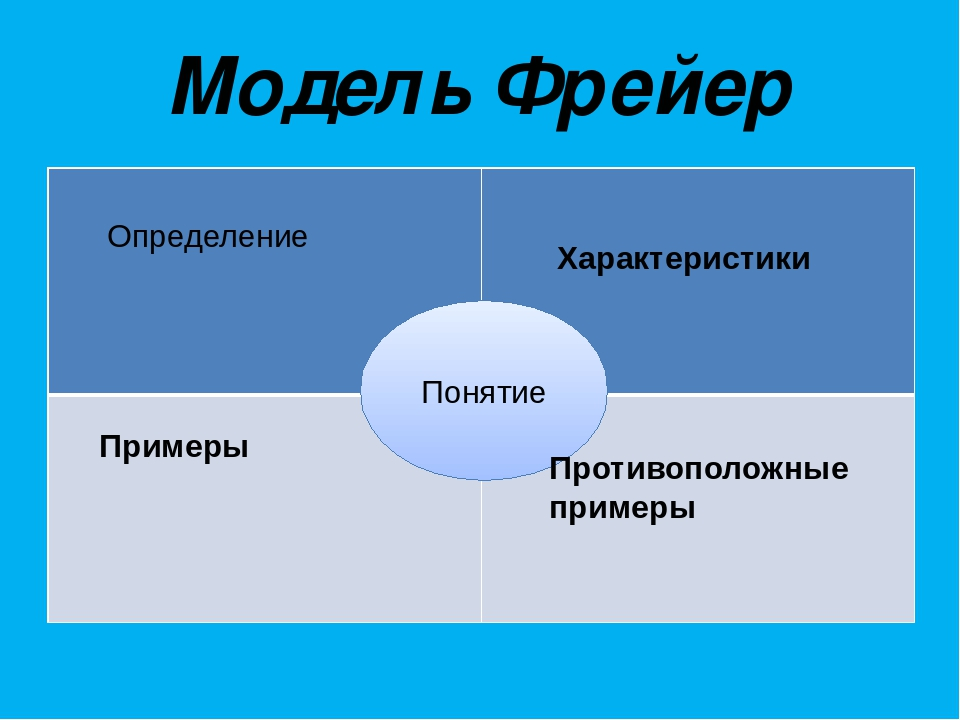 Модель Фрейер
Определение
Характеристики
Понятие
Примеры
Противоположные
примеры